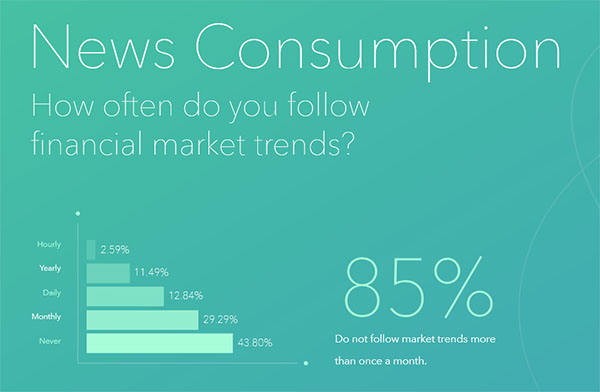 News Consumption
How often do you follow
financial market trends?
Hourly 2.59%
Yearly 11.49%
Daily 12.84%
Monthly 29.29%
Never 43.80%
85%
Do not follow market trends more
than once a month.